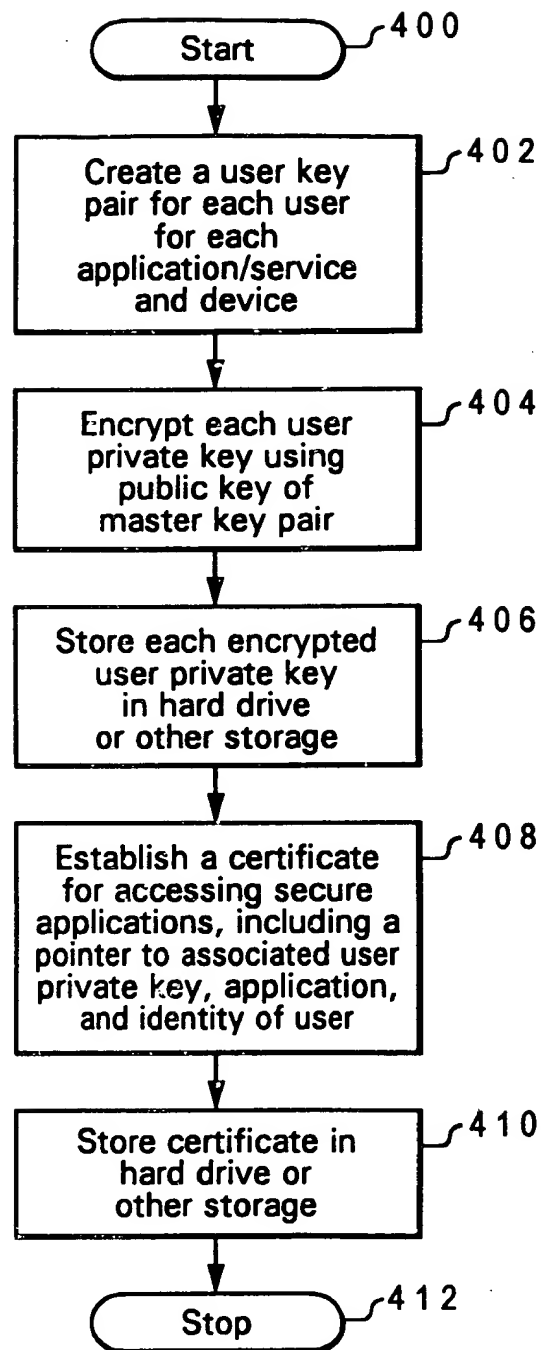 Start
400
Create a user key
pair for each user
for each
application/service
and device
402
Encrypt each user
private key using
public key of
master key pair
404
Store each encrypted
user private key
in hard drive
or other storage
406
Establish a certificate
for accessing secure
applications, including a
pointer to associated user
private key, application,
and identity of user
408
Store certificate in
hard drive or
other storage
410
Stop
412